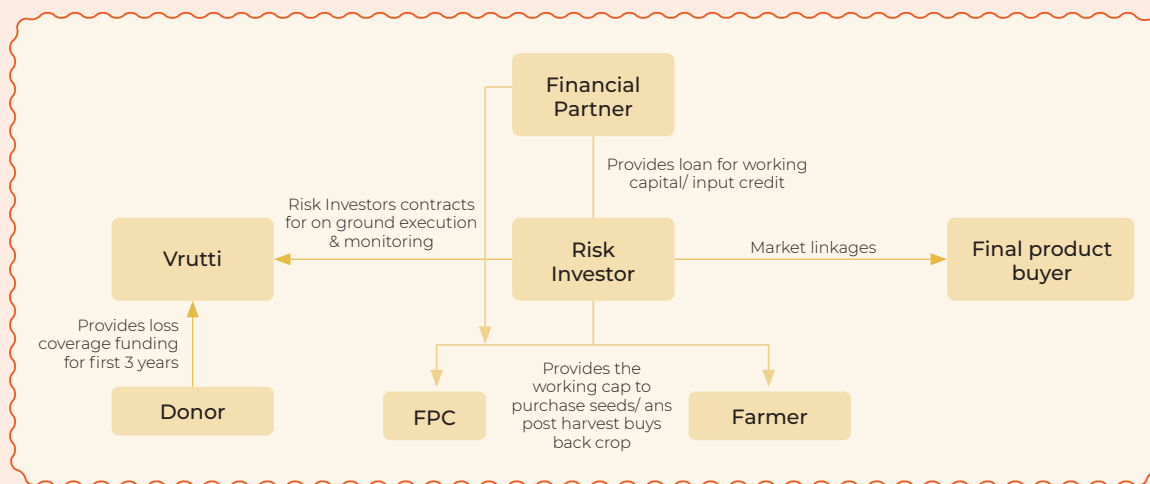 Financial
Partner
Provides loan for working
capital/ input credit
Risk Investors contracts
for on ground execution
& monitoring
Vrutti
Risk
Investor
Market linkages
Final product
buyer
Provides loss
coverage funding
for first 3 years
Donor
FPC
Provides the
working cap to
purchase seeds/ ans
post harvest buys
back crop
Farmer